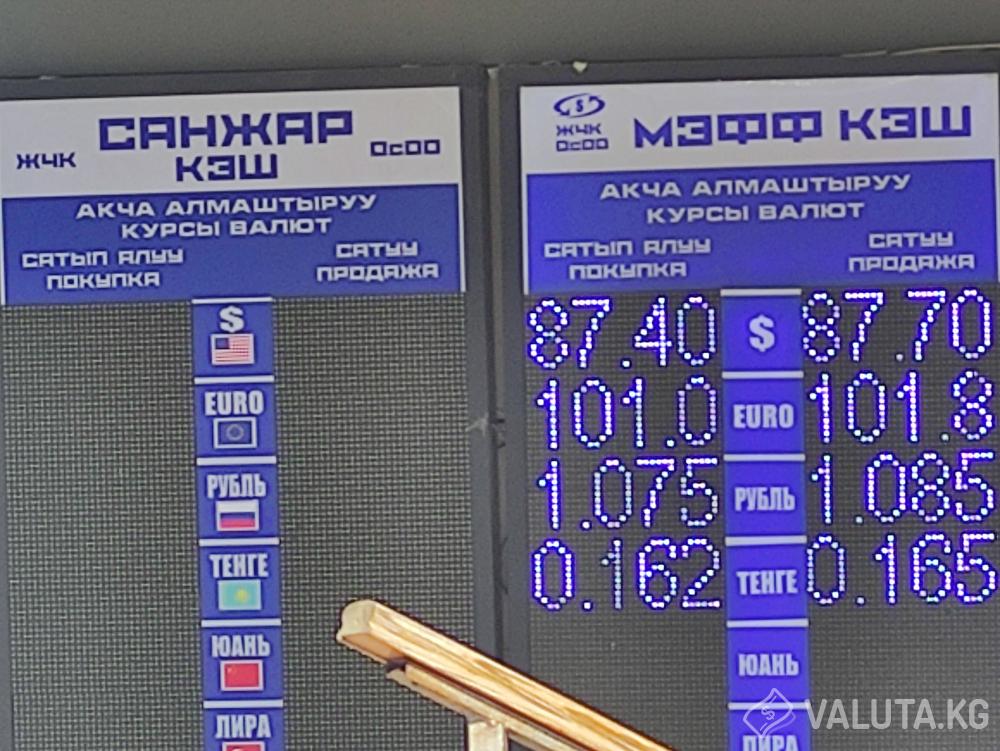 ЖЧК
САНЖАР
КЭШ
ОсОО
АКЧА АЛМАШТЫРУУ
КУРСЫ ВАЛЮТ
САТЫП АЛУУ
ПОКУПКА
САТУУ
ПРОДАЖА
$
EURO
РУБЛЬ
ТЕНГЕ
ЮАНЬ
ЛИРА
$
ЖЧК
ОсОО
МЭФФ КЭШ
АКЧА АЛМАШТЫРУУ
КУРСЫ ВАЛЮТ
САТЫП АЛУУ
ПОКУПКА
САТУУ
ПРОДАЖА
87.40 $ 87.70
101.0 EURO 101.8
1.075 РУБЛЬ 1.085
0.162 ТЕНГЕ 0.165
ЮАНЬ
ЛИРА
VALUTA.KG